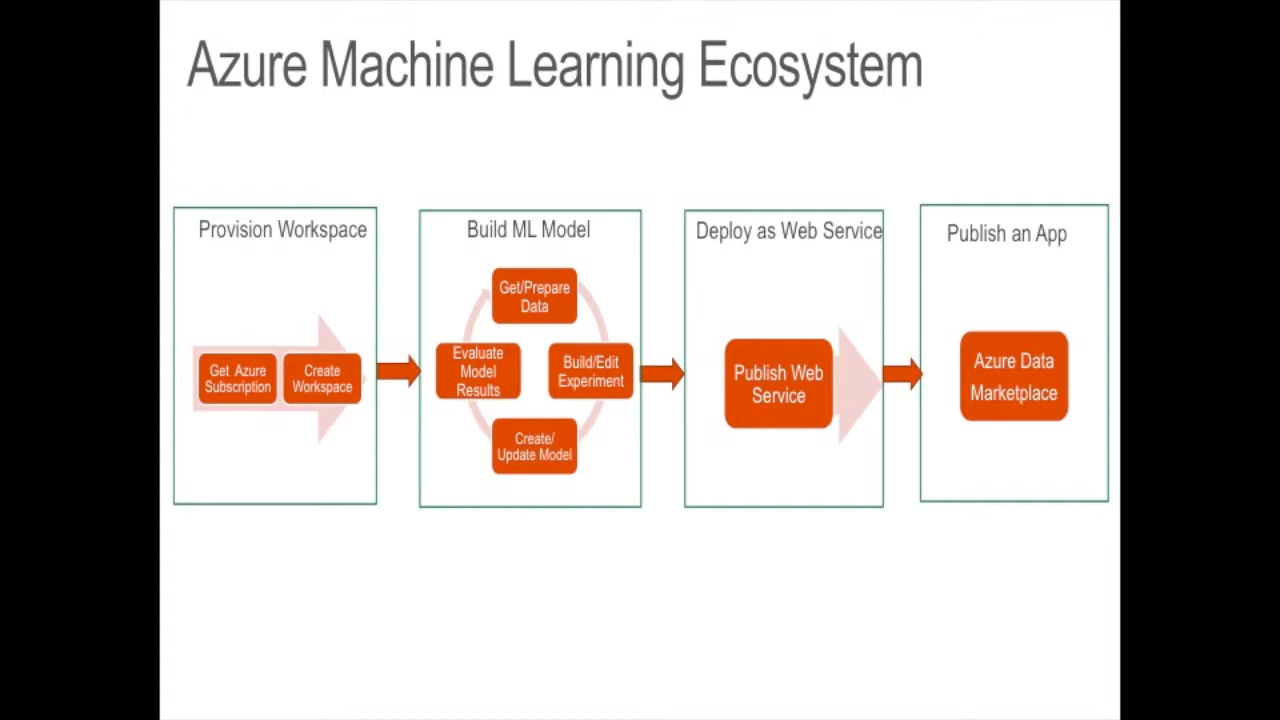 Azure Machine Learning Ecosystem
Provision Workspace
Get Azure
Subscription
Create
Workspace
Build ML Model
Get/Prepare
Data
Evaluate
Model
Results
Build/Edit
Experiment
Create/
Update Model
Deploy as Web Service
Publish Web
Service
Publish an App
Azure Data
Marketplace